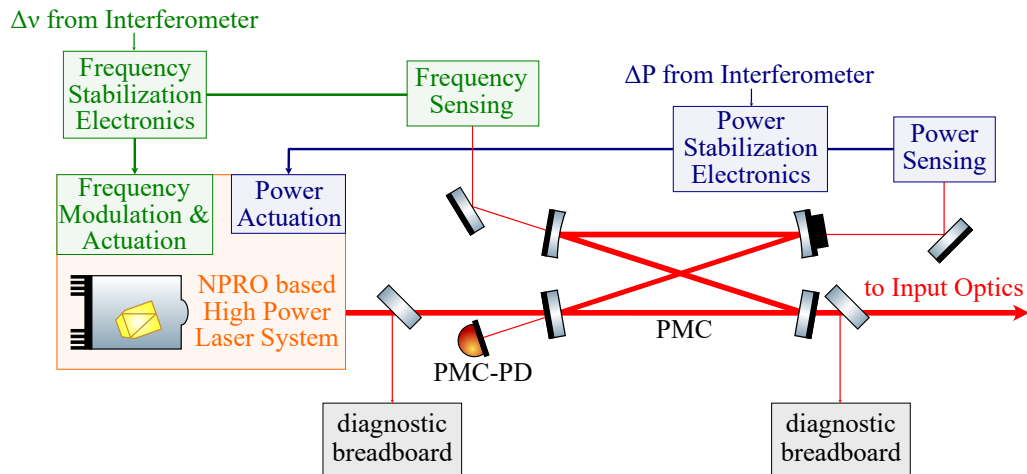 Δν from Interferometer
Frequency
Stabilization
Electronics
Frequency
Sensing
ΔP from Interferometer
Power
Stabilization
Electronics
Power
Sensing
Frequency
Modulation &
Actuation
Power
Actuation
NPRO based
High Power
Laser System
to Input Optics
PMC
PMC-PD
diagnostic
breadboard
diagnostic
breadboard